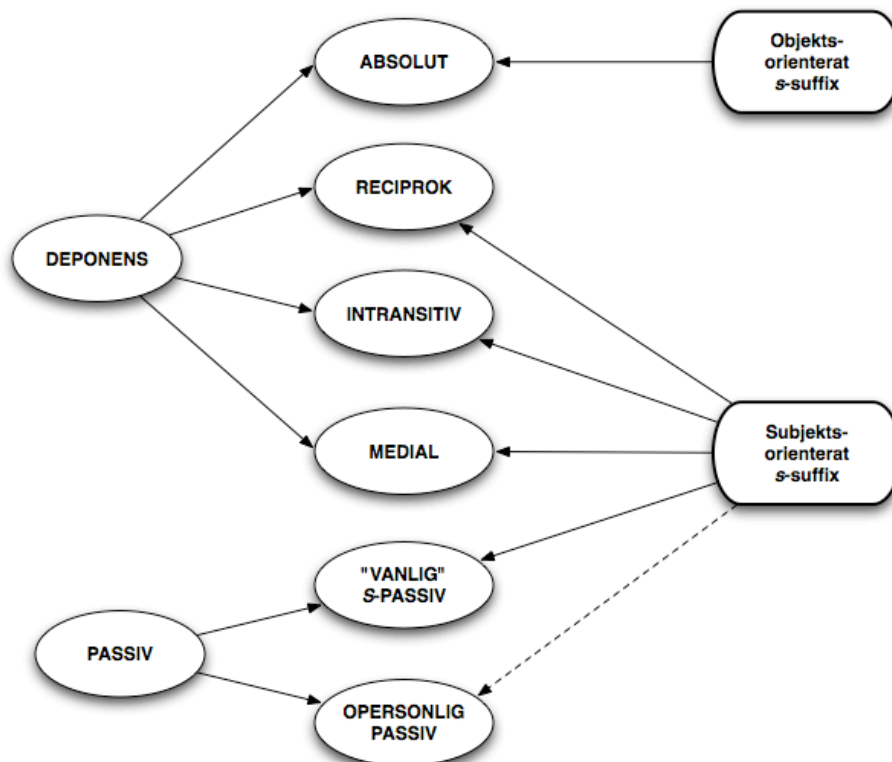 ABSOLUT
Objekts-
orienterat
s-suffix
RECIPROK
DEPONENS
INTRANSITIV
MEDIAL
Subjekts-
orienterat
s-suffix
"VANLIG"
S-PASSIV
PASSIV
OPERSONLIG
PASSIV